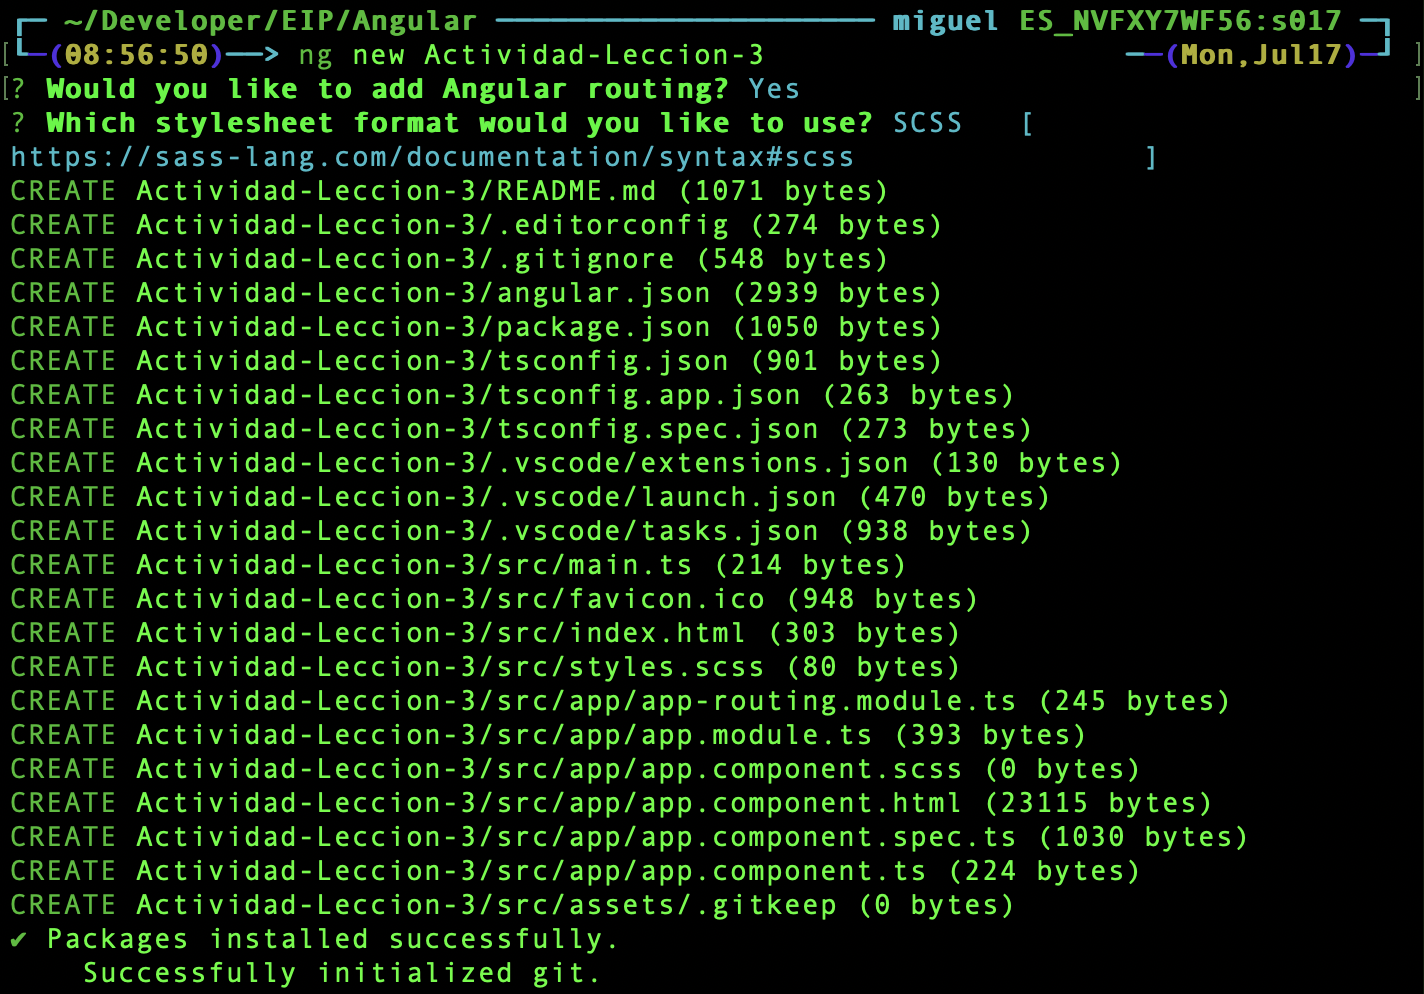 ~/Developer/EIP/Angular miguel ES_NVFXY7WF56:s017
[ (08:56:50)—> ng new Actividad-Leccion-3 (Mon,Jul17) ]
[? Would you like to add Angular routing? Yes ]
? Which stylesheet format would you like to use? SCSS [
https://sass-lang.com/documentation/syntax#scss ]
CREATE Actividad-Leccion-3/README.md (1071 bytes)
CREATE Actividad-Leccion-3/.editorconfig (274 bytes)
CREATE Actividad-Leccion-3/.gitignore (548 bytes)
CREATE Actividad-Leccion-3/angular.json (2939 bytes)
CREATE Actividad-Leccion-3/package.json (1050 bytes)
CREATE Actividad-Leccion-3/tsconfig.json (901 bytes)
CREATE Actividad-Leccion-3/tsconfig.app.json (263 bytes)
CREATE Actividad-Leccion-3/tsconfig.spec.json (273 bytes)
CREATE Actividad-Leccion-3/.vscode/extensions.json (130 bytes)
CREATE Actividad-Leccion-3/.vscode/launch.json (470 bytes)
CREATE Actividad-Leccion-3/.vscode/tasks.json (938 bytes)
CREATE Actividad-Leccion-3/src/main.ts (214 bytes)
CREATE Actividad-Leccion-3/src/favicon.ico (948 bytes)
CREATE Actividad-Leccion-3/src/index.html (303 bytes)
CREATE Actividad-Leccion-3/src/styles.scss (80 bytes)
CREATE Actividad-Leccion-3/src/app/app-routing.module.ts (245 bytes)
CREATE Actividad-Leccion-3/src/app/app.module.ts (393 bytes)
CREATE Actividad-Leccion-3/src/app/app.component.scss (0 bytes)
CREATE Actividad-Leccion-3/src/app/app.component.html (23115 bytes)
CREATE Actividad-Leccion-3/src/app/app.component.spec.ts (1030 bytes)
CREATE Actividad-Leccion-3/src/app/app.component.ts (224 bytes)
CREATE Actividad-Leccion-3/src/assets/.gitkeep (0 bytes)
✔ Packages installed successfully.
Successfully initialized git.